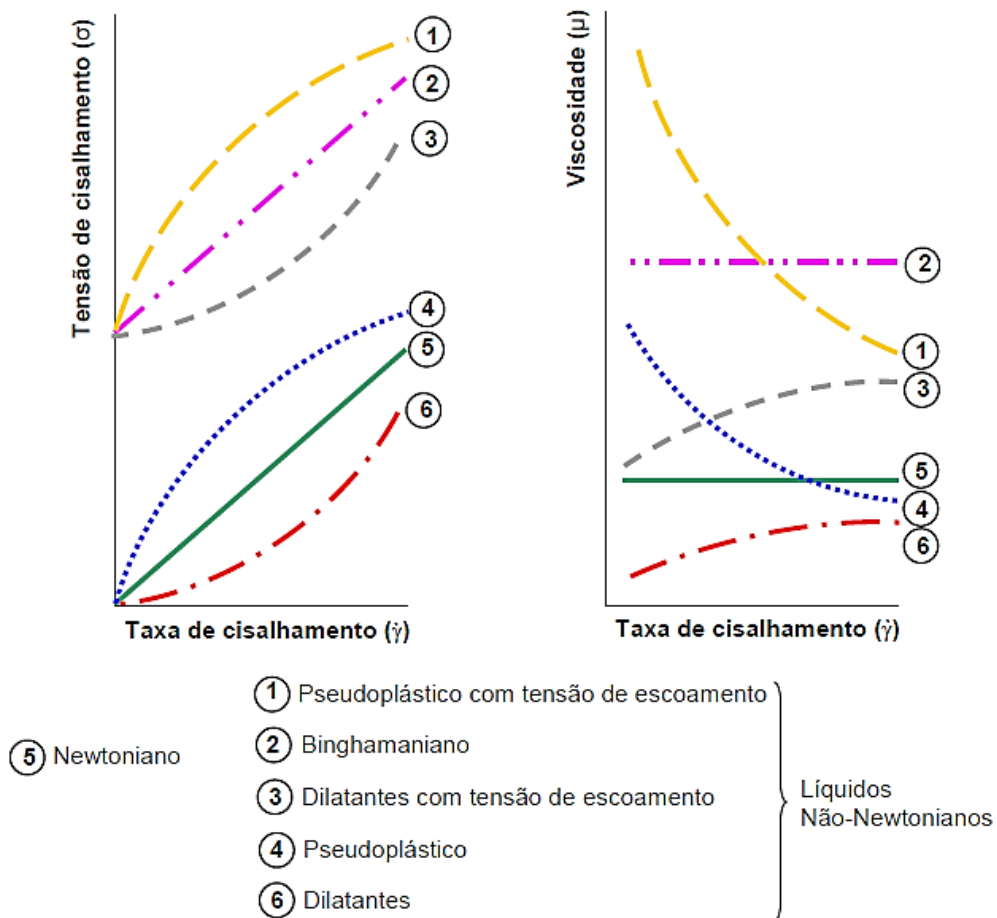 Tensão de cisalhamento (σ)
1
2
3
4
5
6
Taxa de cisalhamento (γ̇)
Viscosidade (μ)
2
1
3
5
4
6
Taxa de cisalhamento (γ̇)
5 Newtoniano
1 Pseudoplástico com tensão de escoamento
2 Binghamaniano
3 Dilatantes com tensão de escoamento
4 Pseudoplástico
6 Dilatantes
Líquidos
Não-Newtonianos